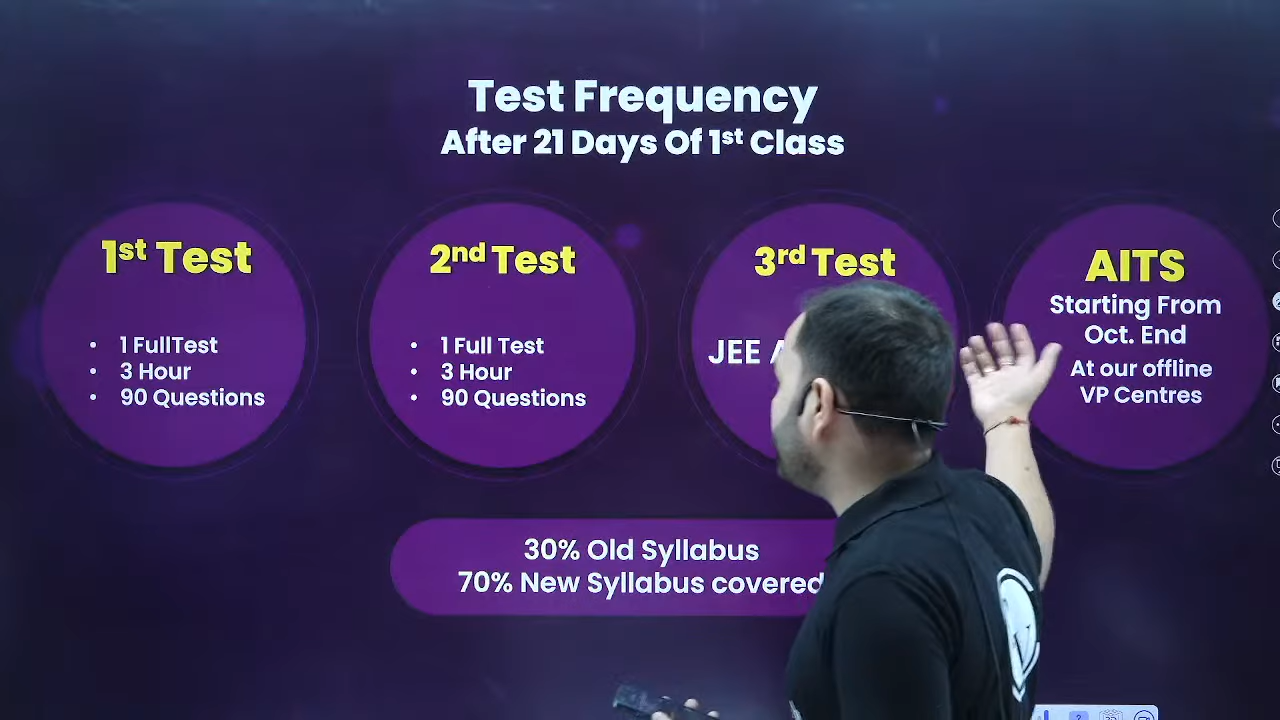 Test Frequency
After 21 Days Of 1st Class
1st Test
• 1 FullTest
• 3 Hour
• 90 Questions
2nd Test
• 1 Full Test
• 3 Hour
• 90 Questions
3rd Test
JEE
AITS
Starting From
Oct. End
At our offline
VP Centres
30% Old Syllabus
70% New Syllabus covered